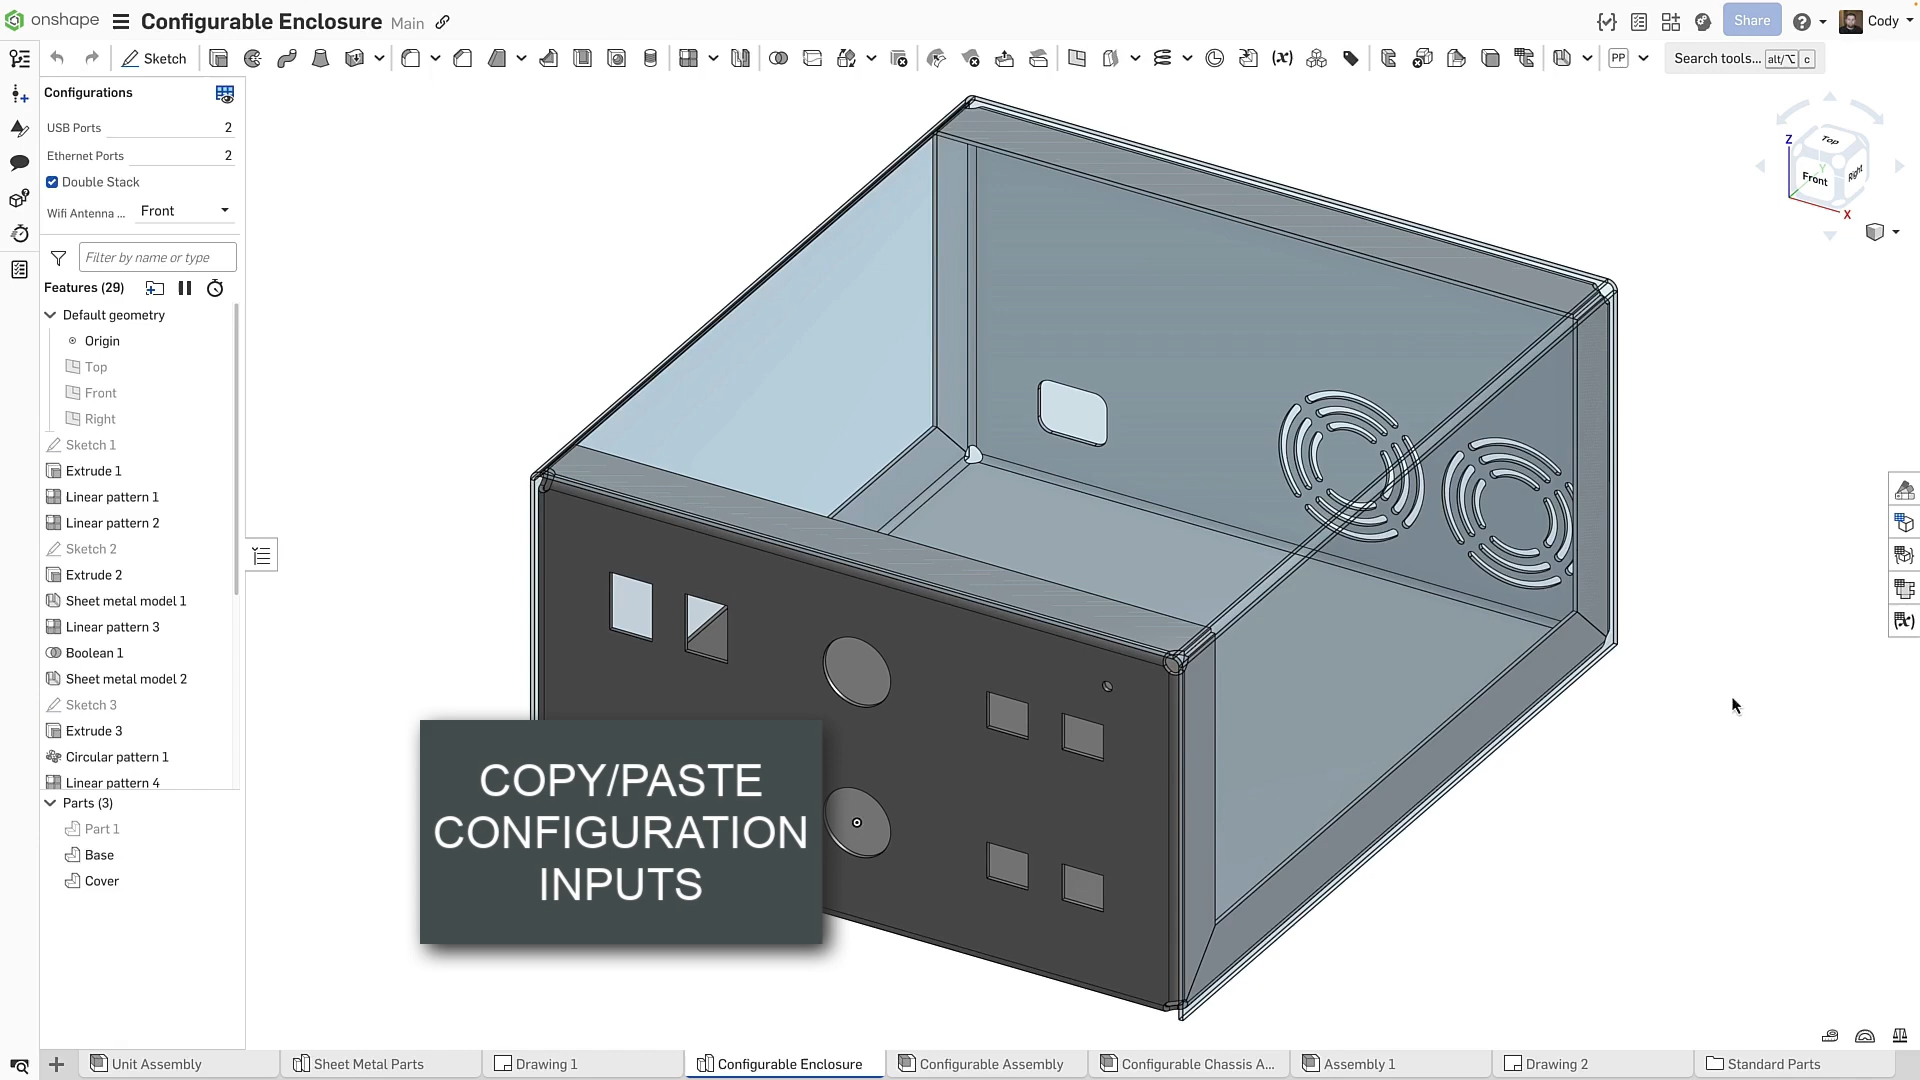 onshape
Configurable Enclosure
Main
Share
Cody
Sketch
PP
Search tools...
alt/⌥
c
Configurations
USB Ports 2
Ethernet Ports 2
Double Stack
Wifi Antenna ... Front
Filter by name or type
Features (29)
Default geometry
Origin
Top
Front
Right
Sketch 1
Extrude 1
Linear pattern 1
Linear pattern 2
Sketch 2
Extrude 2
Sheet metal model 1
Linear pattern 3
Boolean 1
Sheet metal model 2
Sketch 3
Extrude 3
Circular pattern 1
Linear pattern 4
Parts (3)
Part 1
Base
Cover
COPY/PASTE
CONFIGURATION
INPUTS
Z
Top
Y
Front
Right
X
(x)
(x)
Unit Assembly
Sheet Metal Parts
Drawing 1
Configurable Enclosure
Configurable Assembly
Configurable Chassis A...
Assembly 1
Drawing 2
Standard Parts